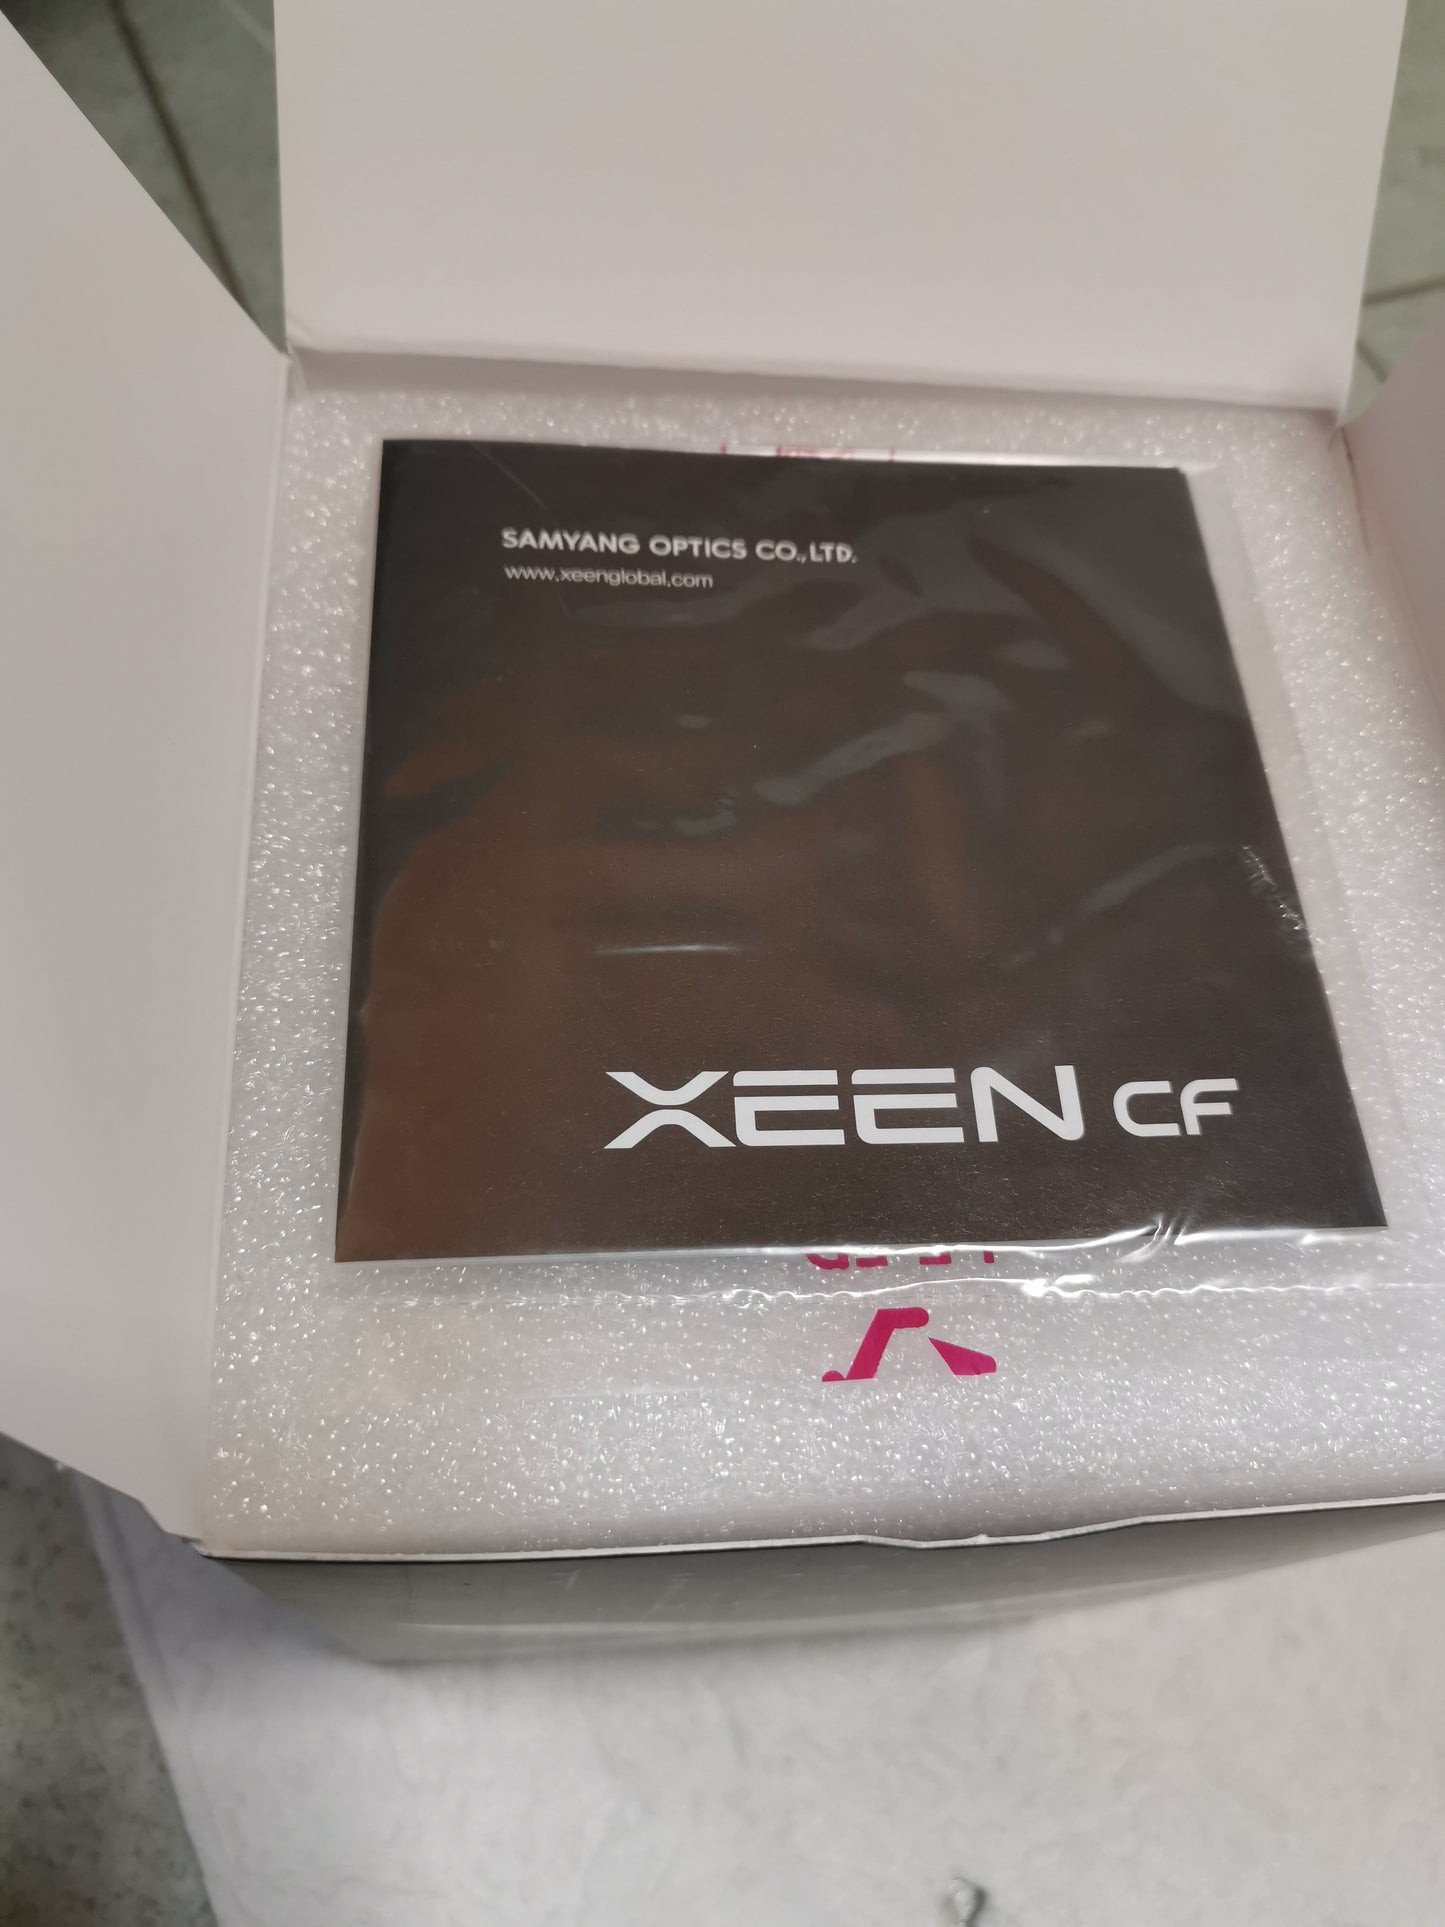 SAMYANG OPTICS CO., LTD.
www.xeenglobal.com
XEEN CF